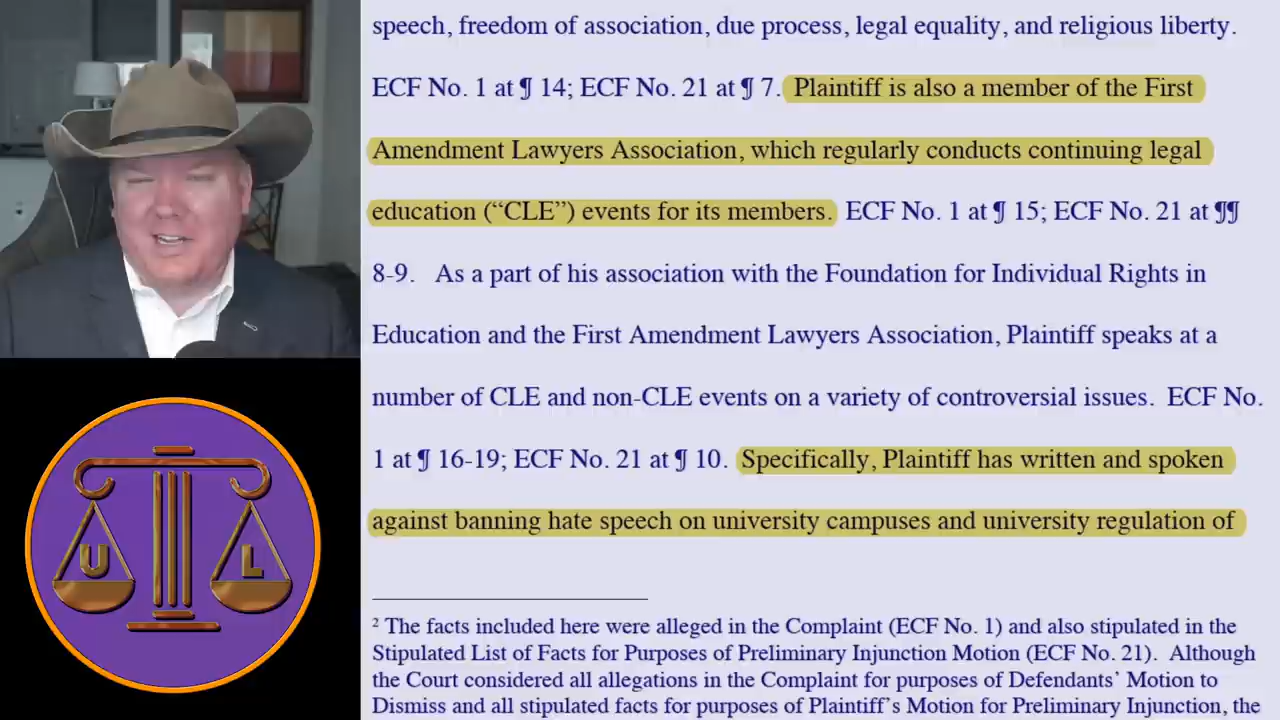 speech, freedom of association, due process, legal equality, and religious liberty.
ECF No. 1 at ¶ 14; ECF No. 21 at ¶ 7. Plaintiff is also a member of the First
Amendment Lawyers Association, which regularly conducts continuing legal
education (“CLE”) events for its members. ECF No. 1 at ¶ 15; ECF No. 21 at ¶¶
8-9. As a part of his association with the Foundation for Individual Rights in
Education and the First Amendment Lawyers Association, Plaintiff speaks at a
number of CLE and non-CLE events on a variety of controversial issues. ECF No.
1 at ¶ 16-19; ECF No. 21 at ¶ 10. Specifically, Plaintiff has written and spoken
against banning hate speech on university campuses and university regulation of
² The facts included here were alleged in the Complaint (ECF No. 1) and also stipulated in the
Stipulated List of Facts for Purposes of Preliminary Injunction Motion (ECF No. 21). Although
the Court considered all allegations in the Complaint for purposes of Defendants’ Motion to
Dismiss and all stipulated facts for purposes of Plaintiff’s Motion for Preliminary Injunction, the
U L